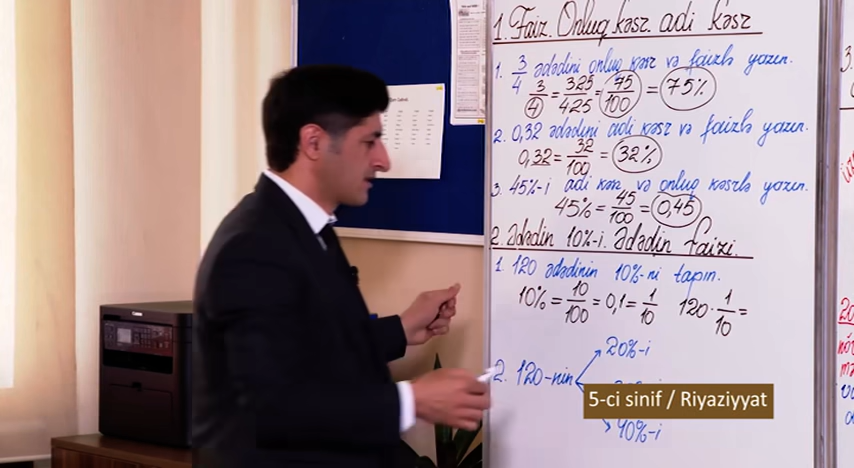 1. Faiz. Onluq kəsr. adi kəsr
1. 3/4 ədədini onluq kəsr və faizlə yazın.
3/4 = 3·25/4·25 = 75/100 = 75%
2. 0,32 ədədini adi kəsr və faizlə yazın.
0,32 = 32/100 = 32%
3. 45%-i adi kəsr və onluq kəsrlə yazın.
45% = 45/100 = 0,45
2. Ədədin 10%-i. Ədədin faizi.
1. 120 ədədinin 10%-ni tapın.
10% = 10/100 = 0,1 = 1/10 120 · 1/10 =
20%-i
2. 120-nin
40%-i
5-ci sinif / Riyaziyyat